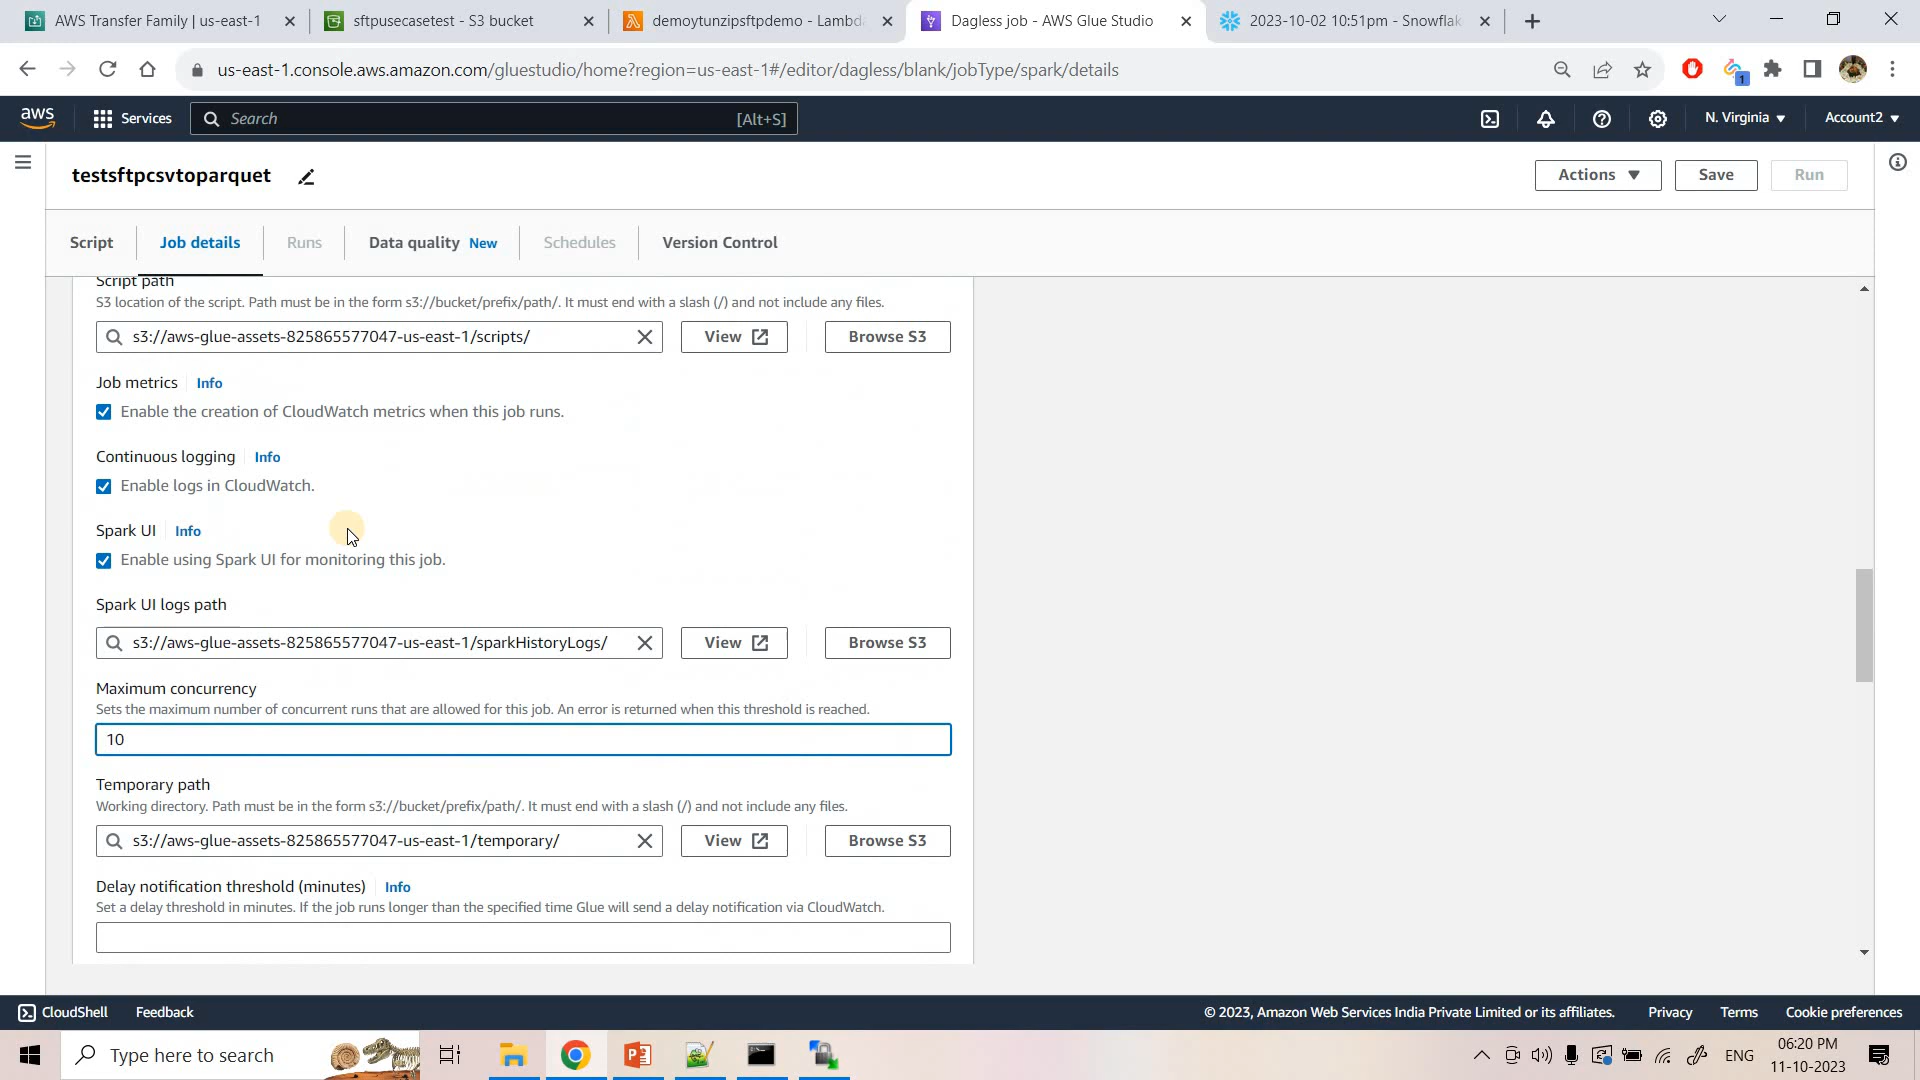 AWS Transfer Family | us-east-1
sftpusecasetest - S3 bucket
demoytunzipsftpdemo - Lambda
Dagless job - AWS Glue Studio
2023-10-02 10:51pm - Snowflak
us-east-1.console.aws.amazon.com/gluestudio/home?region=us-east-1#/editor/dagless/blank/jobType/spark/details
1
aws
Services
Search
[Alt+S]
N. Virginia
Account2
testsftpcsvtoparquet
Actions
Save
Run
Script
Job details
Runs
Data quality New
Schedules
Version Control
Script path
S3 location of the script. Path must be in the form s3://bucket/prefix/path/. It must end with a slash (/) and not include any files.
s3://aws-glue-assets-825865577047-us-east-1/scripts/
View
Browse S3
Job metrics Info
Enable the creation of CloudWatch metrics when this job runs.
Continuous logging Info
Enable logs in CloudWatch.
Spark UI Info
Enable using Spark UI for monitoring this job.
Spark UI logs path
s3://aws-glue-assets-825865577047-us-east-1/sparkHistoryLogs/
View
Browse S3
Maximum concurrency
Sets the maximum number of concurrent runs that are allowed for this job. An error is returned when this threshold is reached.
10
Temporary path
Working directory. Path must be in the form s3://bucket/prefix/path/. It must end with a slash (/) and not include any files.
s3://aws-glue-assets-825865577047-us-east-1/temporary/
View
Browse S3
Delay notification threshold (minutes) Info
Set a delay threshold in minutes. If the job runs longer than the specified time Glue will send a delay notification via CloudWatch.
CloudShell
Feedback
© 2023, Amazon Web Services India Private Limited or its affiliates.
Privacy
Terms
Cookie preferences
Type here to search
ENG
06:20 PM
11-10-2023